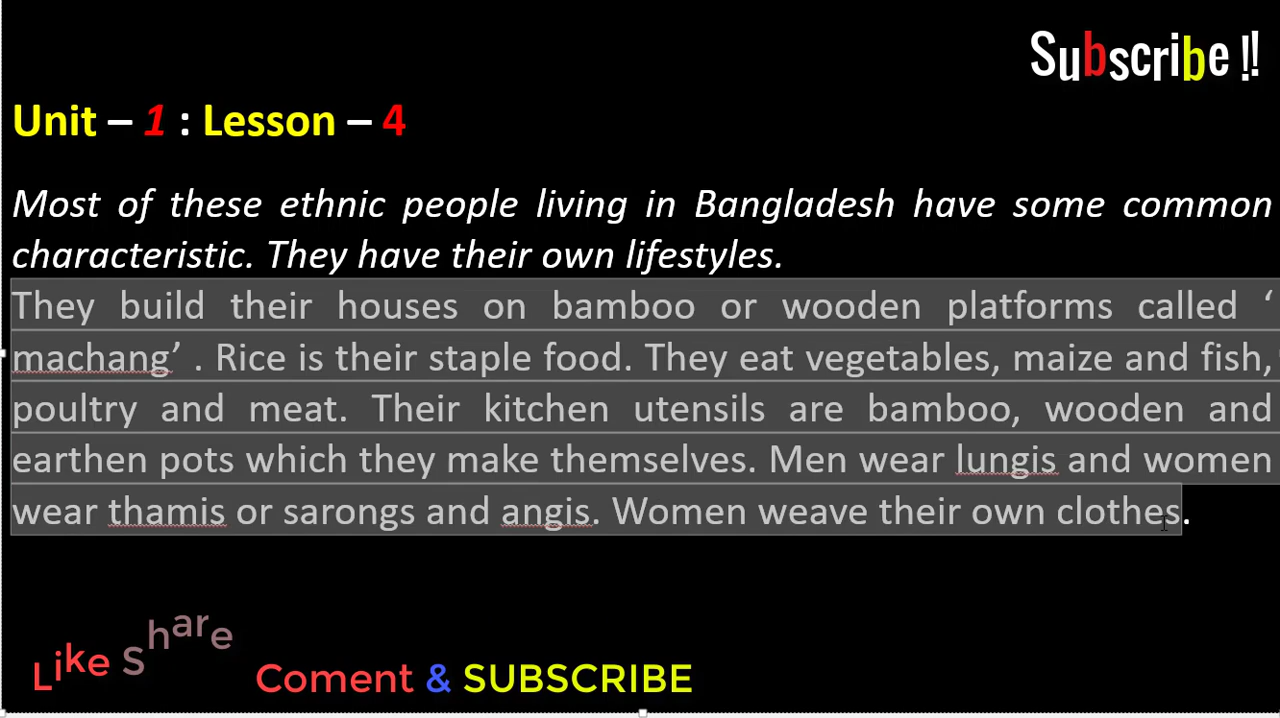 Subscribe !!
Unit – 1 : Lesson – 4
Most of these ethnic people living in Bangladesh have some common
characteristic. They have their own lifestyles.
They build their houses on bamboo or wooden platforms called ‘
machang’ . Rice is their staple food. They eat vegetables, maize and fish,
poultry and meat. Their kitchen utensils are bamboo, wooden and
earthen pots which they make themselves. Men wear lungis and women
wear thamis or sarongs and angis. Women weave their own clothes.
Like Share
Coment & SUBSCRIBE